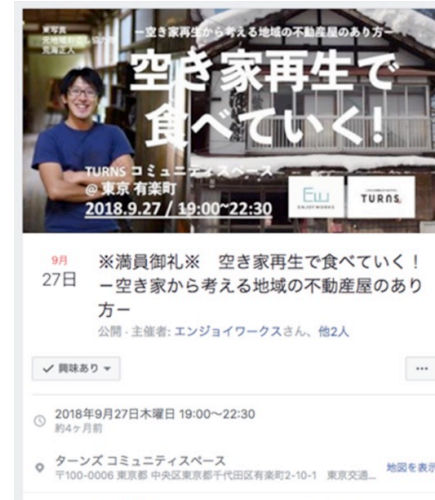 ー空き家再生から考える地域の不動産屋のあり方ー
空き家再生で
食べていく!
TURNS コミュニティスペース
@ 東京 有楽町
2018.9.27 / 19:00~22:30
ENJOYWORKS
TURNS
9月
27日
※満員御礼※ 空き家再生で食べていく!
ー空き家から考える地域の不動産屋のあり
方ー
公開 · 主催者: エンジョイワークスさん、他2人
✓ 興味あり ▾
···
2018年9月27日木曜日 19:00〜22:30
約4ヶ月前
ターンズ コミュニティスペース
〒100-0006 東京都 中央区東京都千代田区有楽町2-10-1 東京交通...
地図を表示